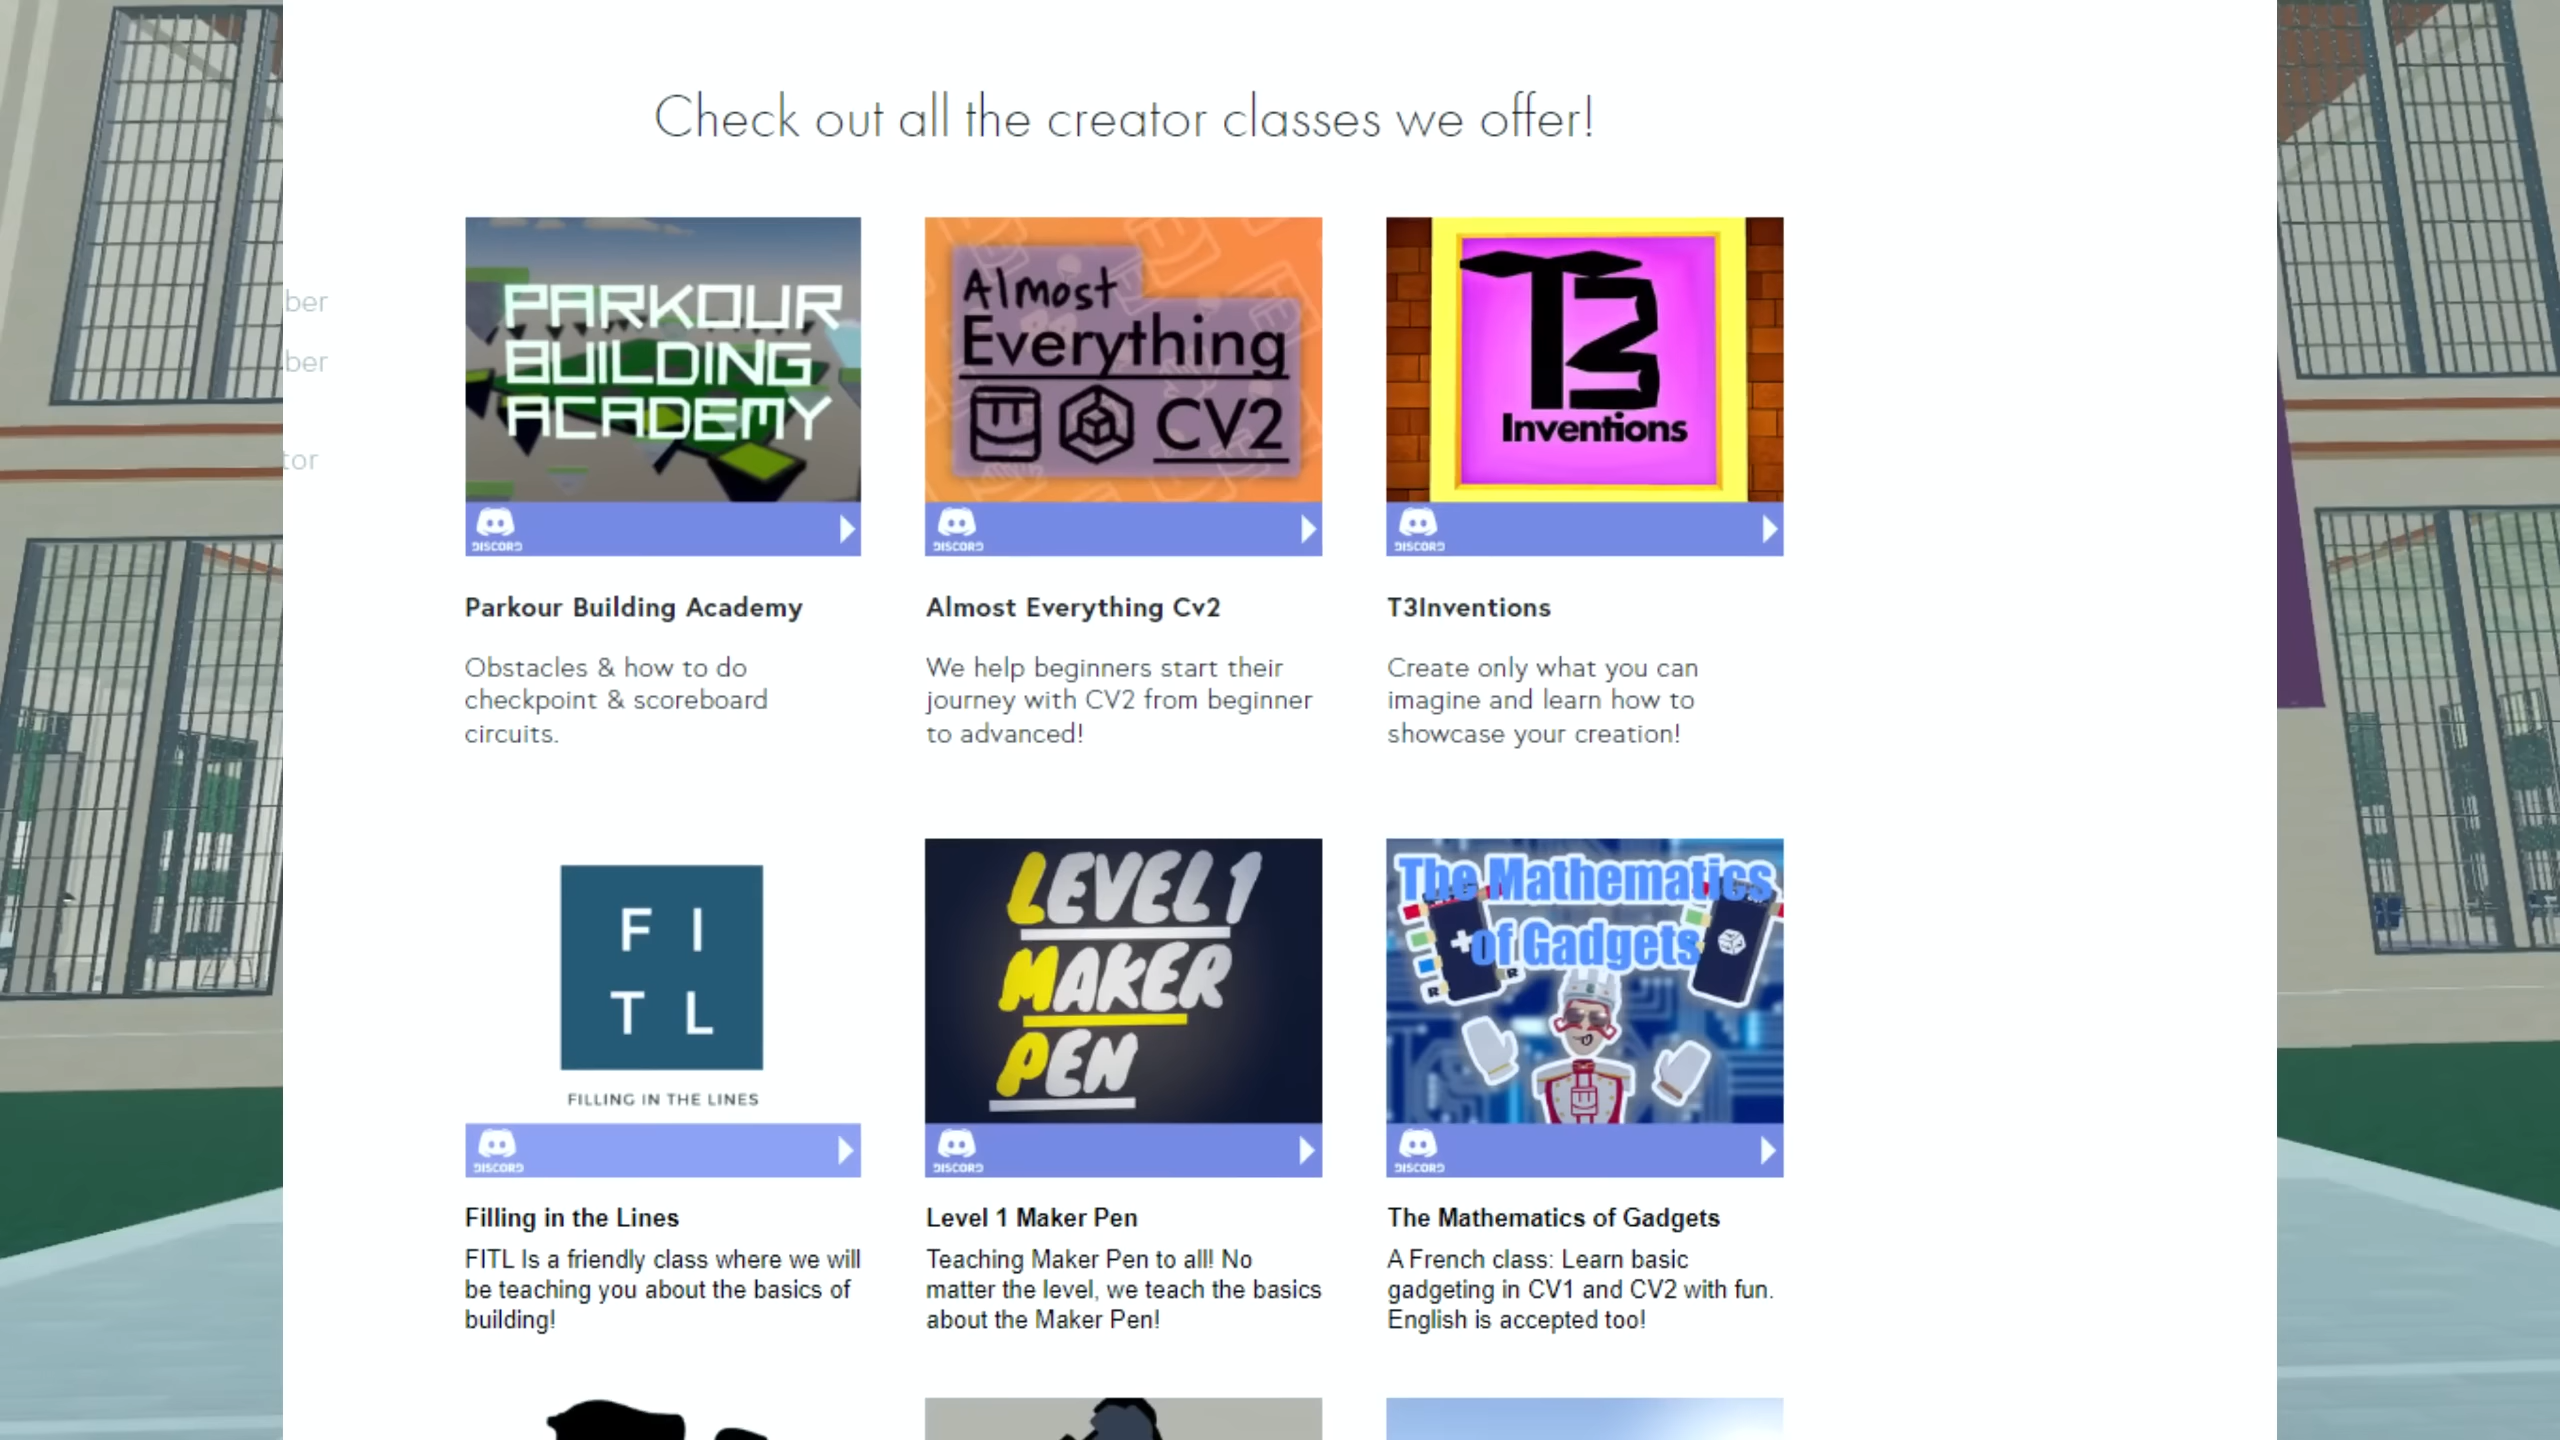 Check out all the creator classes we offer!
ber
ber
tor
PARKOUR
BUILDING
ACADEMY
DISCORD
Almost
Everything
CV2
DISCORD
T3
Inventions
DISCORD
Parkour Building Academy
Obstacles & how to do
checkpoint & scoreboard
circuits.
Almost Everything Cv2
We help beginners start their
journey with CV2 from beginner
to advanced!
T3Inventions
Create only what you can
imagine and learn how to
showcase your creation!
F I
T L
FILLING IN THE LINES
DISCORD
LEVEL 1
MAKER
PEN
DISCORD
The Mathematics
of Gadgets
R
R
DISCORD
Filling in the Lines
FITL Is a friendly class where we will
be teaching you about the basics of
building!
Level 1 Maker Pen
Teaching Maker Pen to all! No
matter the level, we teach the basics
about the Maker Pen!
The Mathematics of Gadgets
A French class: Learn basic
gadgeting in CV1 and CV2 with fun.
English is accepted too!